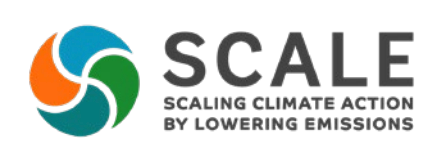 SCALE
SCALING CLIMATE ACTION
BY LOWERING EMISSIONS